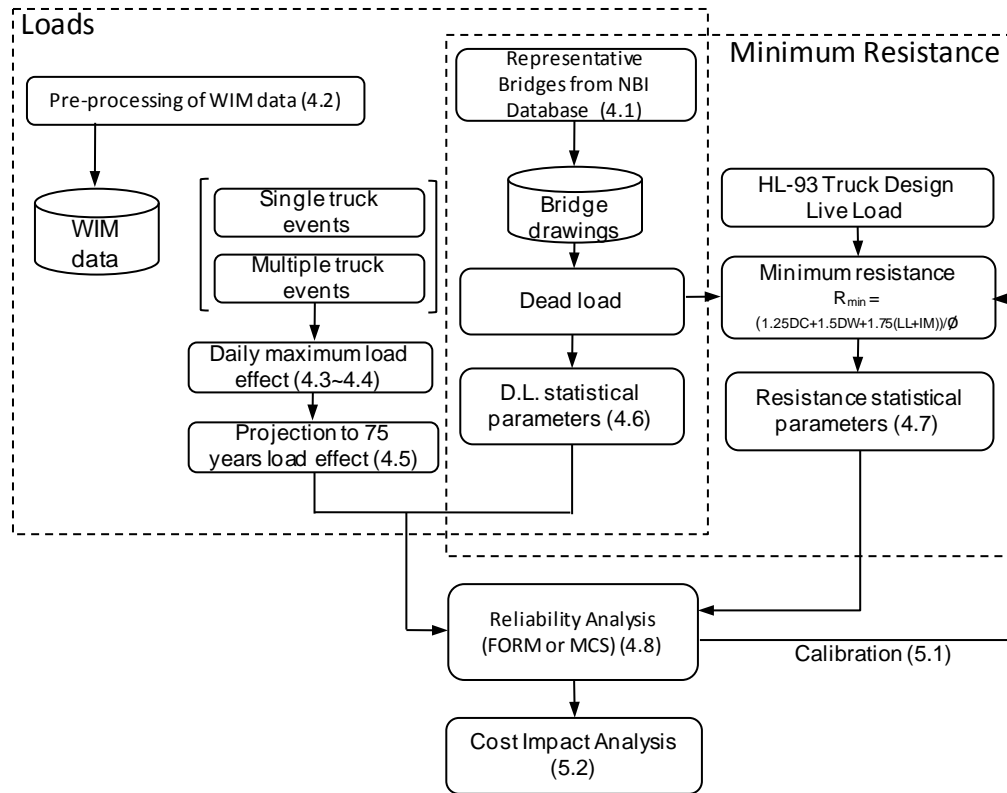 Loads
Minimum Resistance
Pre-processing of WIM data (4.2)
WIM
data
Single truck
events
Multiple truck
events
Daily maximum load
effect (4.3~4.4)
Projection to 75
years load effect (4.5)
Representative
Bridges from NBI
Database (4.1)
Bridge
drawings
Dead load
D.L. statistical
parameters (4.6)
HL-93 Truck Design
Live Load
Minimum resistance
Rmin =
(1.25DC+1.5DW+1.75(LL+IM))/Ø
Resistance statistical
parameters (4.7)
Reliability Analysis
(FORM or MCS) (4.8)
Calibration (5.1)
Cost Impact Analysis
(5.2)